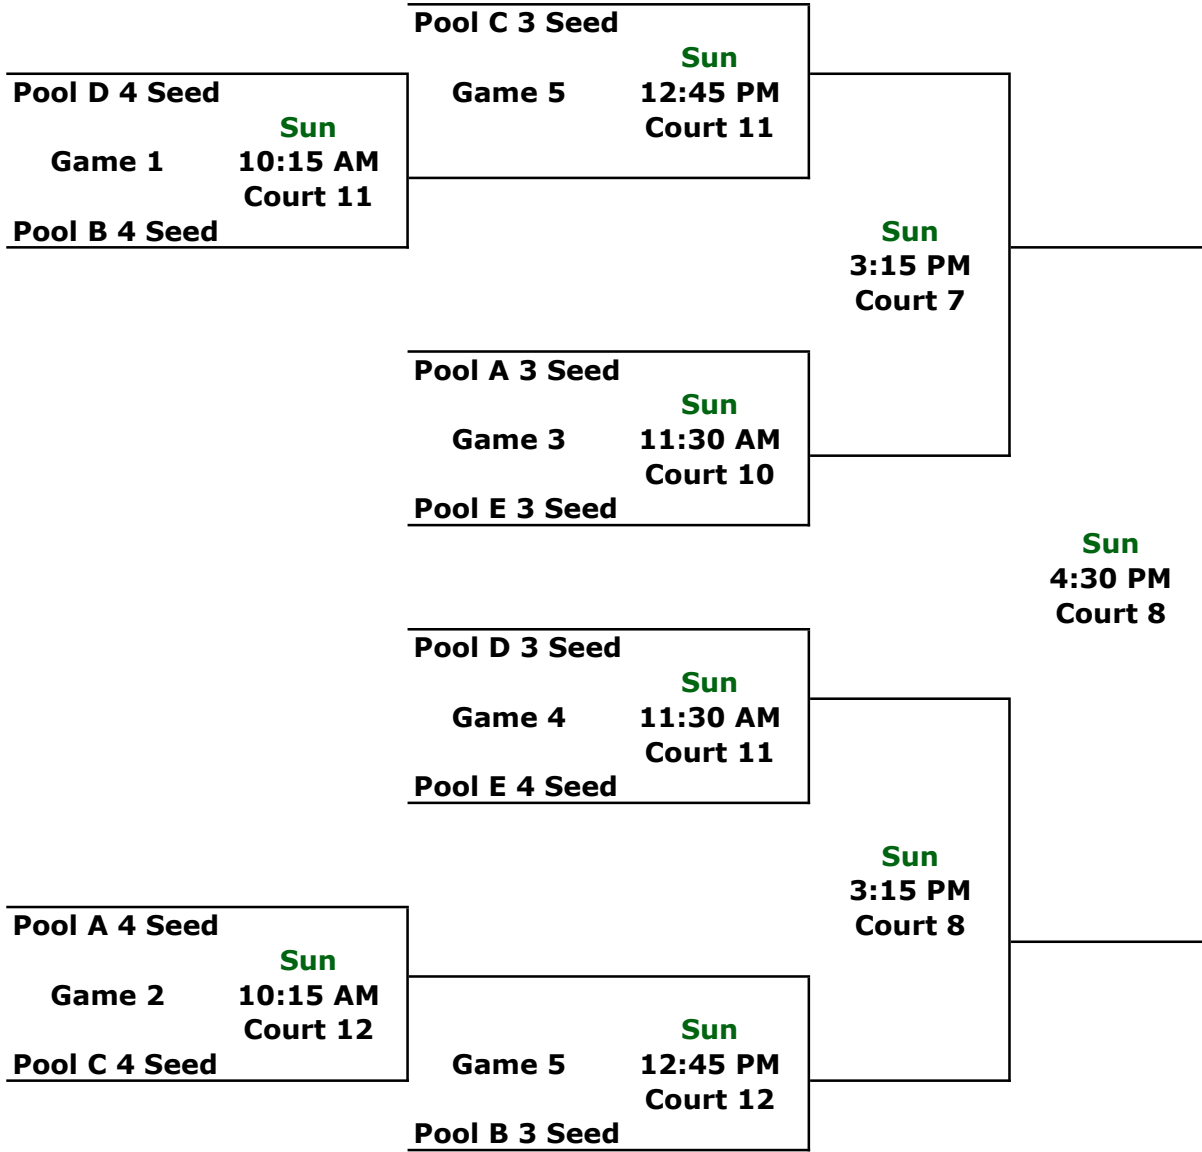 Pool C 3 Seed
Sun
Game 5 12:45 PM
Court 11
Pool D 4 Seed
Sun
Game 1 10:15 AM
Court 11
Pool B 4 Seed
Sun
3:15 PM
Court 7
Pool A 3 Seed
Sun
Game 3 11:30 AM
Court 10
Pool E 3 Seed
Sun
4:30 PM
Court 8
Pool D 3 Seed
Sun
Game 4 11:30 AM
Court 11
Pool E 4 Seed
Sun
3:15 PM
Court 8
Pool A 4 Seed
Sun
Game 2 10:15 AM
Court 12
Pool C 4 Seed
Sun
Game 5 12:45 PM
Court 12
Pool B 3 Seed